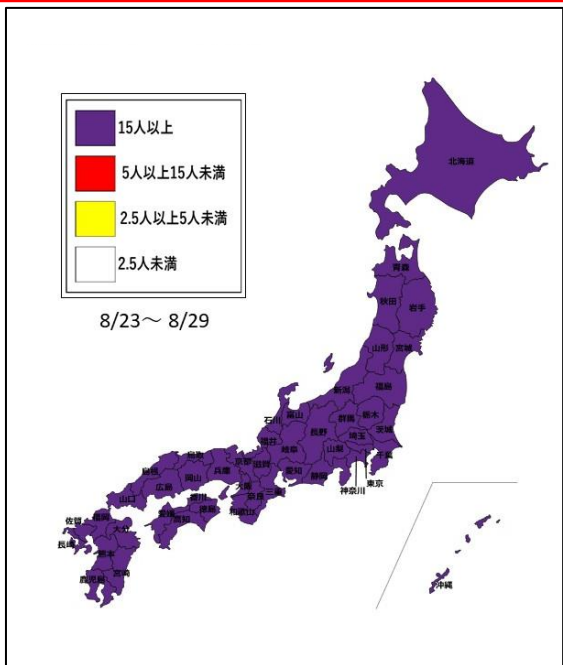 15人以上
5人以上15人未満
2.5人以上5人未満
2.5人未満
8/23～ 8/29
北海道
青森
秋田
岩手
山形
宮城
新潟
福島
石川
富山
群馬
栃木
茨城
福井
長野
埼玉
岐阜
山梨
千葉
鳥取
京都
滋賀
愛知
静岡
神奈川
東京
島根
岡山
兵庫
広島
大阪
奈良
三重
山口
香川
徳島
和歌山
愛媛
高知
佐賀
福岡
大分
長崎
熊本
鹿児島
宮崎
沖縄